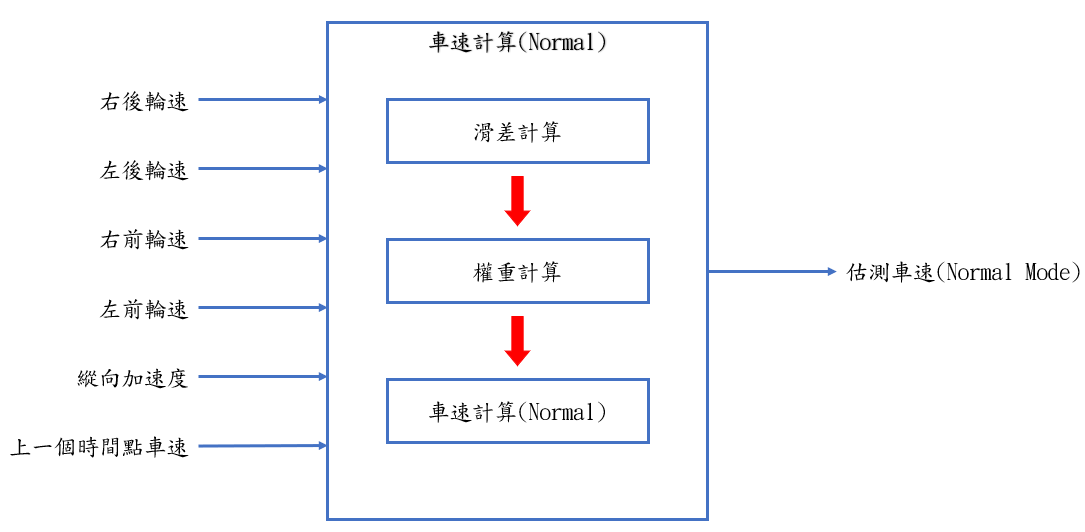 車速計算(Normal)
右後輪速
左後輪速
右前輪速
左前輪速
縱向加速度
上一個時間點車速
滑差計算
權重計算
車速計算(Normal)
估測車速(Normal Mode)